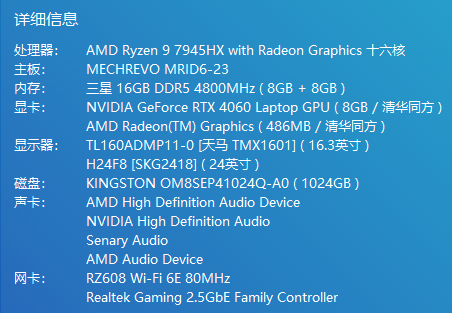 详细信息
处理器: AMD Ryzen 9 7945HX with Radeon Graphics 十六核
主板: MECHREVO MRID6-23
内存: 三星 16GB DDR5 4800MHz ( 8GB + 8GB )
显卡: NVIDIA GeForce RTX 4060 Laptop GPU ( 8GB / 清华同方 )
AMD Radeon(TM) Graphics ( 486MB / 清华同方 )
显示器: TL160ADMP11-0 [天马 TMX1601] ( 16.3英寸 )
H24F8 [SKG2418] ( 24英寸 )
磁盘: KINGSTON OM8SEP41024Q-A0 ( 1024GB )
声卡: AMD High Definition Audio Device
NVIDIA High Definition Audio
Senary Audio
AMD Audio Device
网卡: RZ608 Wi-Fi 6E 80MHz
Realtek Gaming 2.5GbE Family Controller